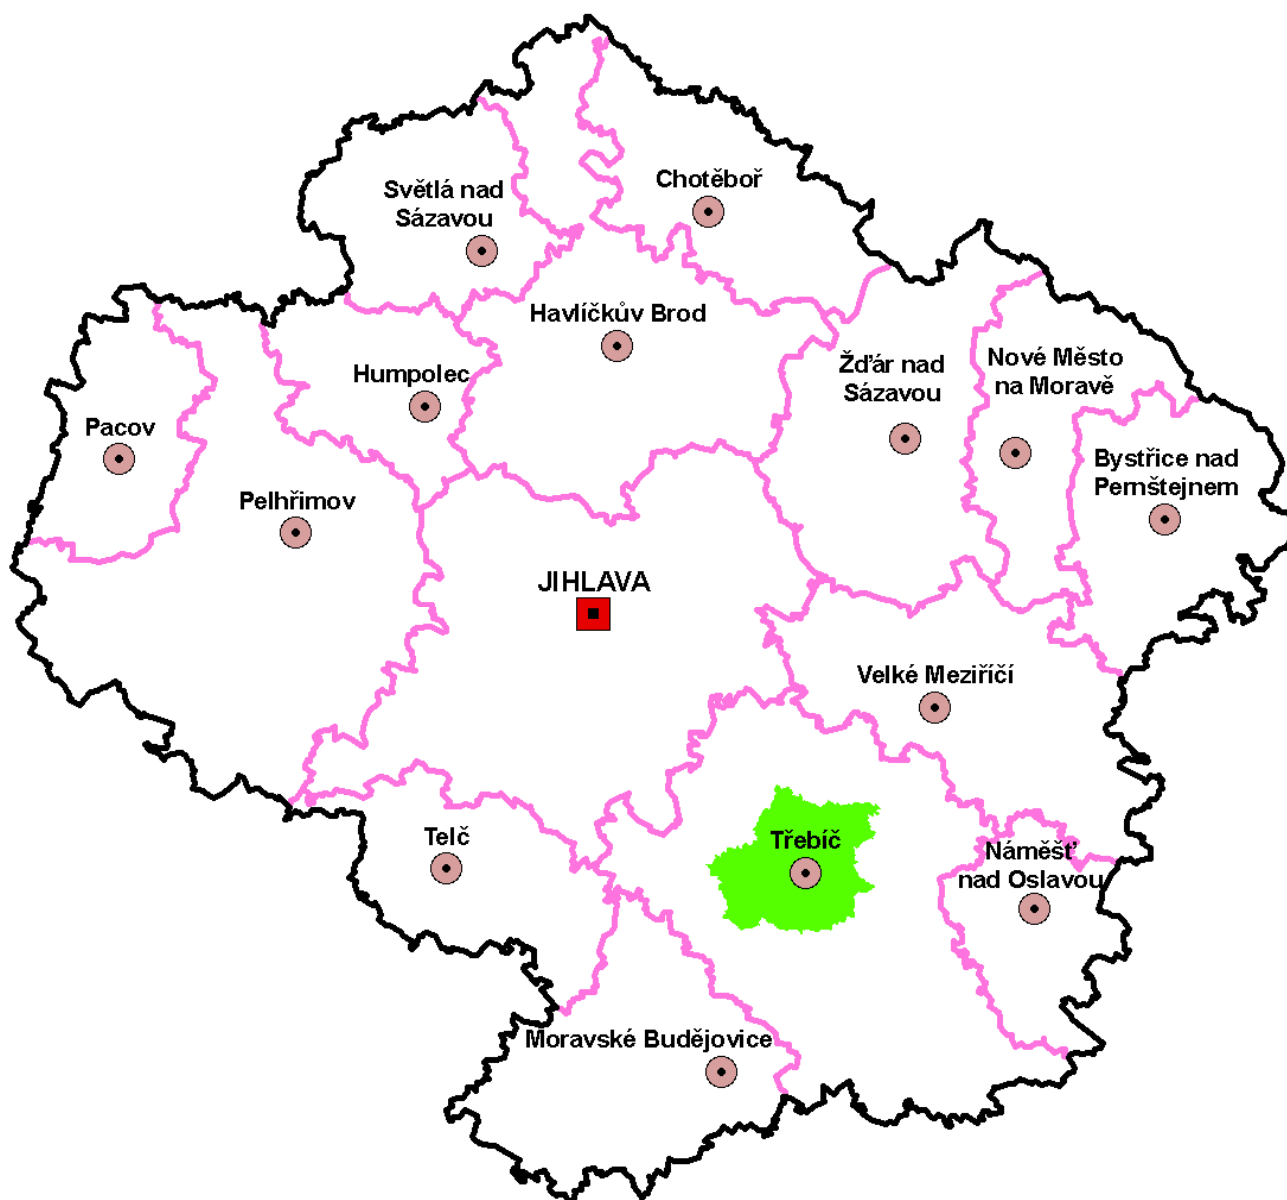 Chotěboř
Světlá nad
Sázavou
Havlíčkův Brod
Žďár nad
Sázavou
Nové Město
na Moravě
Humpolec
Pacov
Bystřice nad
Pernštejnem
Pelhřimov
JIHLAVA
Velké Meziříčí
Telč
Třebíč
Náměšť
nad Oslavou
Moravské Budějovice